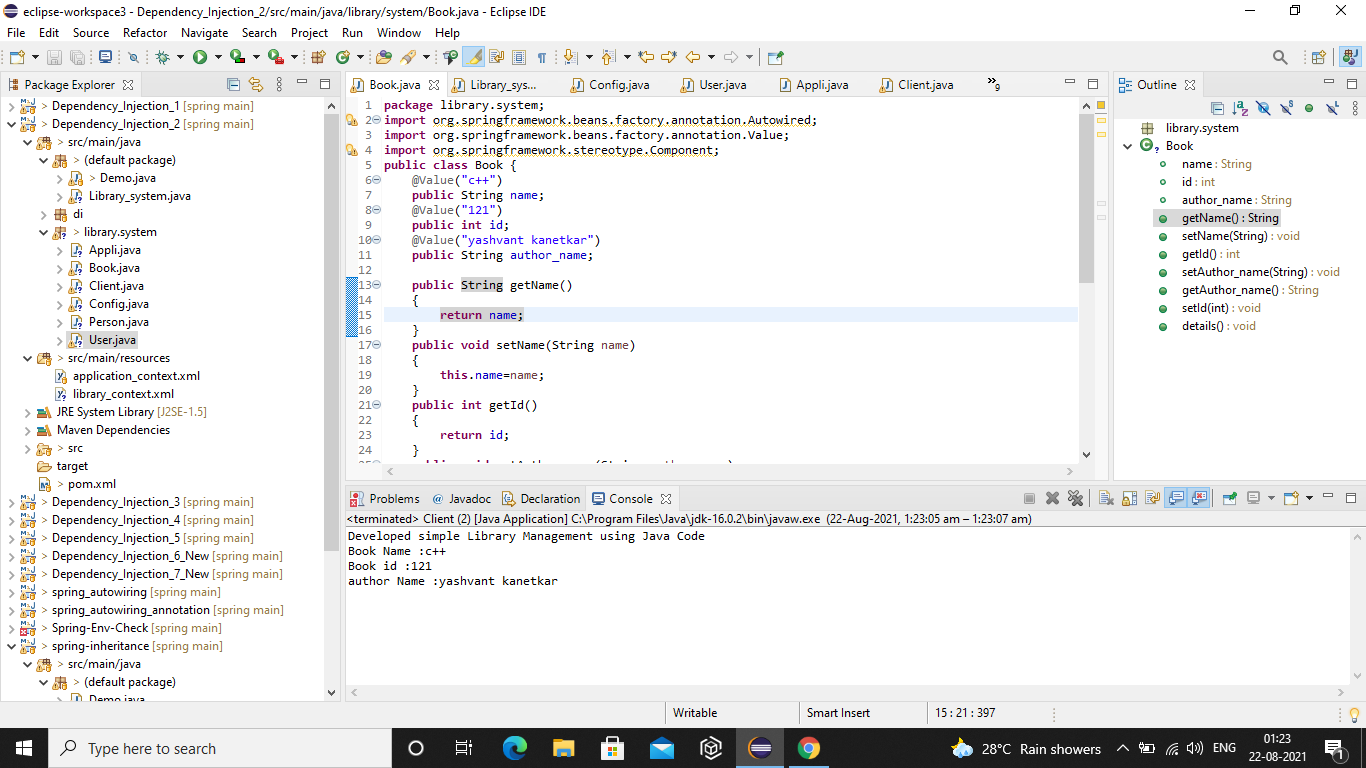 eclipse-workspace3 - Dependency_Injection_2/src/main/java/library/system/Book.java - Eclipse IDE
File Edit Source Refactor Navigate Search Project Run Window Help
Package Explorer
> Dependency_Injection_1 [spring main]
> Dependency_Injection_2 [spring main]
> src/main/java
> (default package)
> Demo.java
Library_system.java
di
> library.system
Appli.java
Book.java
Client.java
Config.java
Person.java
User.java
> src/main/resources
application_context.xml
library_context.xml
JRE System Library [J2SE-1.5]
Maven Dependencies
> src
target
> pom.xml
> Dependency_Injection_3 [spring main]
> Dependency_Injection_4 [spring main]
> Dependency_Injection_5 [spring main]
> Dependency_Injection_6_New [spring main]
> Dependency_Injection_7_New [spring main]
> spring_autowiring [spring main]
> spring_autowiring_annotation [spring main]
> Spring-Env-Check [spring main]
> spring-inheritance [spring main]
> src/main/java
> (default package)
Demo.java
Book.java Library_sys... Config.java User.java Appli.java Client.java »9
1 package library.system;
2 import org.springframework.beans.factory.annotation.Autowired;
3 import org.springframework.beans.factory.annotation.Value;
4 import org.springframework.stereotype.Component;
5 public class Book {
6 @Value("c++")
7 public String name;
8 @Value("121")
9 public int id;
10 @Value("yashvant kanetkar")
11 public String author_name;
12
13 public String getName()
14 {
15 return name;
16 }
17 public void setName(String name)
18 {
19 this.name=name;
20 }
21 public int getId()
22 {
23 return id;
24 }
Outline
library.system
Book
name : String
id : int
author_name : String
getName() : String
setName(String) : void
getId() : int
setAuthor_name(String) : void
getAuthor_name() : String
setId(int) : void
details() : void
Problems @ Javadoc Declaration Console
<terminated> Client (2) [Java Application] C:\Program Files\Java\jdk-16.0.2\bin\javaw.exe (22-Aug-2021, 1:23:05 am – 1:23:07 am)
Developed simple Library Management using Java Code
Book Name :c++
Book id :121
author Name :yashvant kanetkar
Writable Smart Insert 15 : 21 : 397
Type here to search
28°C Rain showers ENG 01:23
22-08-2021
1